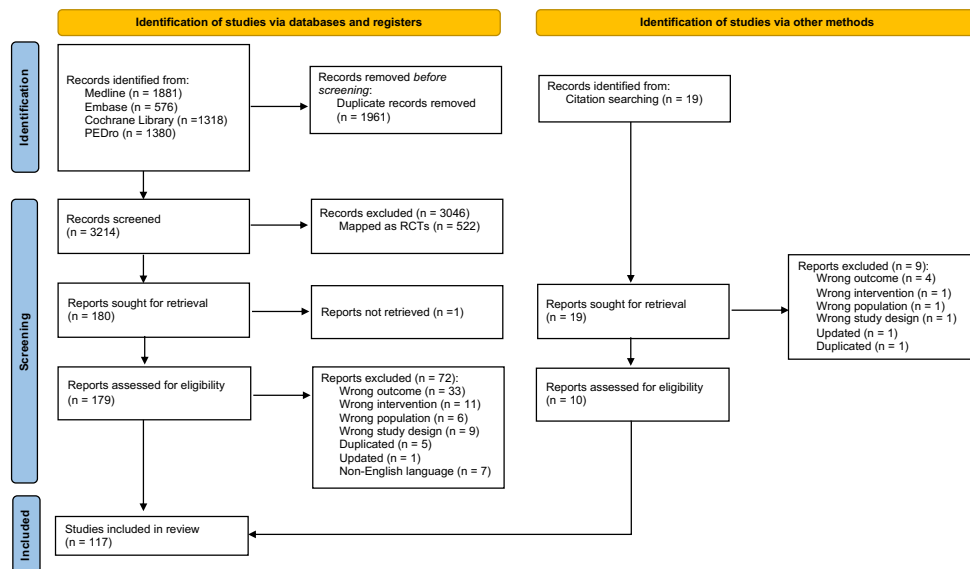 Identification of studies via databases and registers
Identification of studies via other methods
Identification
Records identified from:
Medline (n = 1881)
Embase (n = 576)
Cochrane Library (n =1318)
PEDro (n = 1380)
Records removed before
screening:
Duplicate records removed
(n = 1961)
Records identified from:
Citation searching (n = 19)
Screening
Records screened
(n = 3214)
Records excluded (n = 3046)
Mapped as RCTs (n = 522)
Reports sought for retrieval
(n = 180)
Reports not retrieved (n =1)
Reports sought for retrieval
(n = 19)
Reports excluded (n = 9):
Wrong outcome (n = 4)
Wrong intervention (n = 1)
Wrong population (n = 1)
Wrong study design (n = 1)
Updated (n = 1)
Duplicated (n = 1)
Reports assessed for eligibility
(n = 179)
Reports excluded (n = 72):
Wrong outcome (n = 33)
Wrong intervention (n = 11)
Wrong population (n = 6)
Wrong study design (n = 9)
Duplicated (n = 5)
Updated (n = 1)
Non-English language (n = 7)
Reports assessed for eligibility
(n = 10)
Included
Studies included in review
(n = 117)